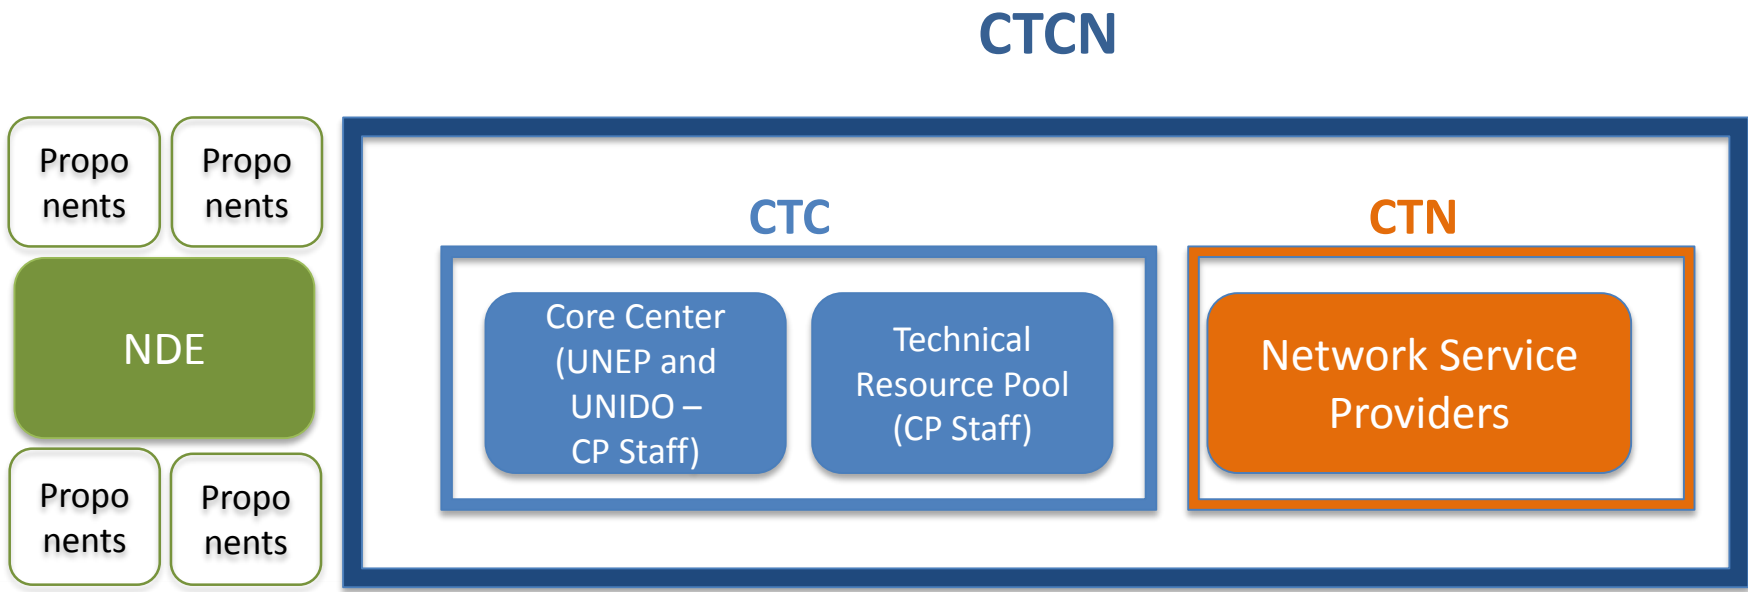 CTCN
Propo
nents
Propo
nents
NDE
Propo
nents
Propo
nents
CTC
Core Center
(UNEP and
UNIDO –
CP Staff)
Technical
Resource Pool
(CP Staff)
CTN
Network Service
Providers